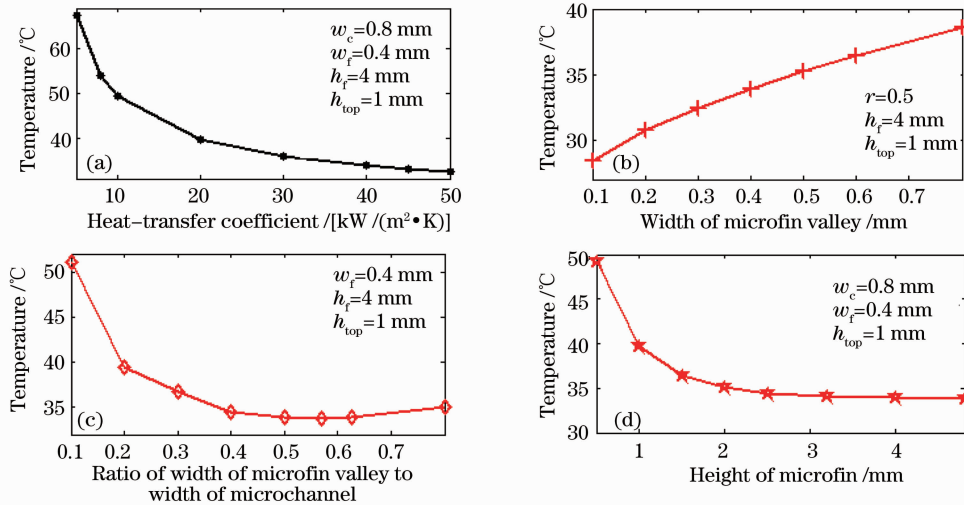 Temperature /℃
60
50
40
10
20
30
40
50
Heat−transfer coefficient /[kW /(m²•K)]
(a)
w_c=0.8 mm
w_f=0.4 mm
h_f=4 mm
h_top=1 mm
Temperature /℃
40
35
30
0.1
0.2
0.3
0.4
0.5
0.6
0.7
Width of microfin valley /mm
(b)
r=0.5
h_f=4 mm
h_top=1 mm
Temperature /℃
50
45
40
35
0.1
0.2
0.3
0.4
0.5
0.6
0.7
Ratio of width of microfin valley to
width of microchannel
(c)
w_f=0.4 mm
h_f=4 mm
h_top=1 mm
Temperature /℃
50
45
40
35
30
1
2
3
4
Height of microfin /mm
(d)
w_c=0.8 mm
w_f=0.4 mm
h_top=1 mm